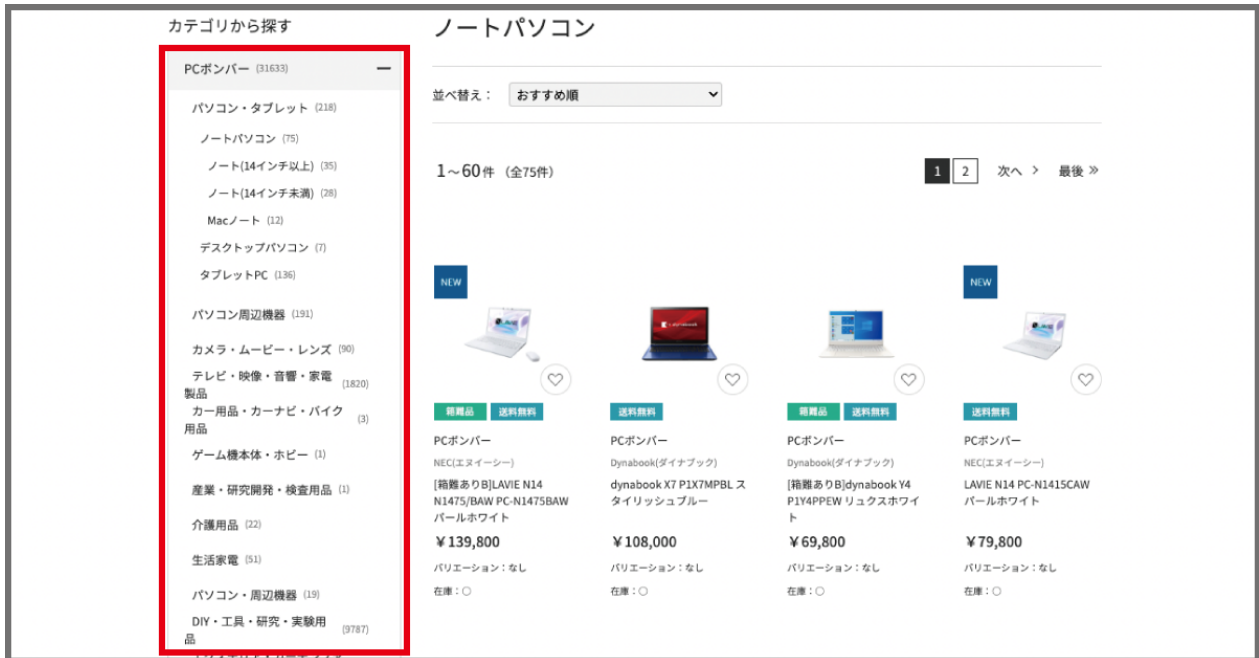 カテゴリから探す
PCボンバー (31633)
パソコン・タブレット (218)
ノートパソコン (75)
ノート(14インチ以上) (35)
ノート(14インチ未満) (28)
Macノート (12)
デスクトップパソコン (7)
タブレットPC (136)
パソコン周辺機器 (191)
カメラ・ムービー・レンズ (90)
テレビ・映像・音響・家電
製品 (1820)
カー用品・カーナビ・バイク
用品 (3)
ゲーム機本体・ホビー (1)
産業・研究開発・検査用品 (1)
介護用品 (22)
生活家電 (51)
パソコン・周辺機器 (19)
DIY・工具・研究・実験用
品 (9787)
ノートパソコン
並べ替え: おすすめ順
1~60件 (全75件)
1 2 次へ > 最後 »
NEW
箱難品 送料無料
PCボンバー
NEC(エヌイーシー)
[箱難ありB]LAVIE N14
N1475/BAW PC-N1475BAW
パールホワイト
¥139,800
バリエーション:なし
在庫:○
送料無料
PCボンバー
Dynabook(ダイナブック)
dynabook X7 P1X7MPBL ス
タイリッシュブルー
¥108,000
バリエーション:なし
在庫:○
箱難品 送料無料
PCボンバー
Dynabook(ダイナブック)
[箱難ありB]dynabook Y4
P1Y4PPEW リュクスホワイ
ト
¥69,800
バリエーション:なし
在庫:○
NEW
送料無料
PCボンバー
NEC(エヌイーシー)
LAVIE N14 PC-N1415CAW
パールホワイト
¥79,800
バリエーション:なし
在庫:○